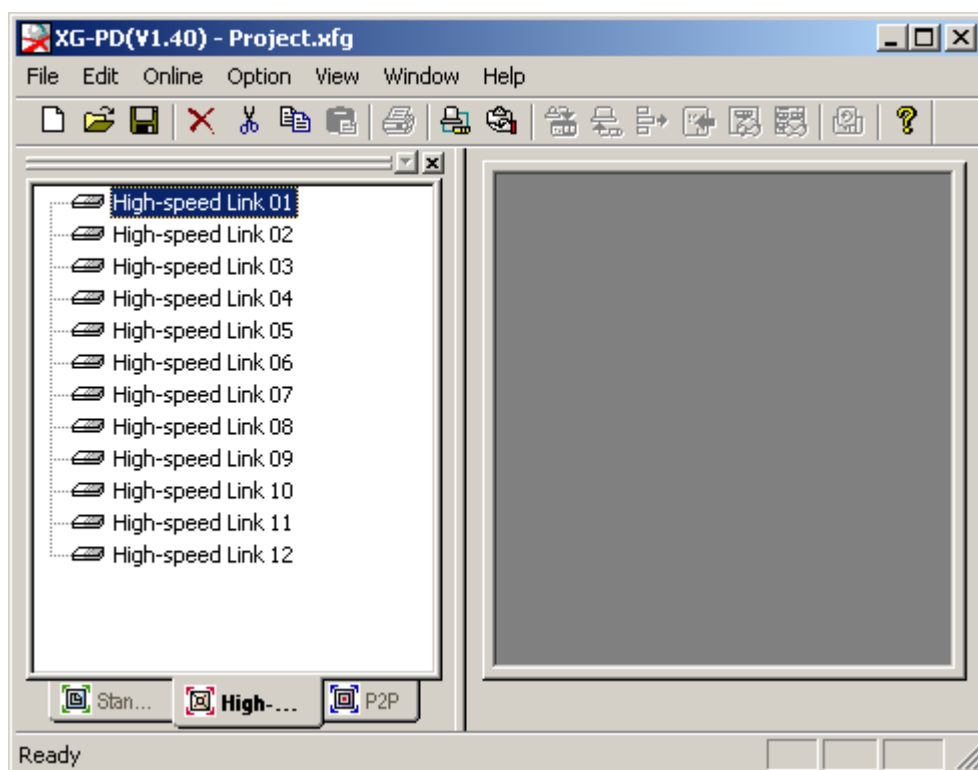 XG-PD(V1.40) - Project.xfg
File Edit Online Option View Window Help
High-speed Link 01
High-speed Link 02
High-speed Link 03
High-speed Link 04
High-speed Link 05
High-speed Link 06
High-speed Link 07
High-speed Link 08
High-speed Link 09
High-speed Link 10
High-speed Link 11
High-speed Link 12
Stan... High-... P2P
Ready